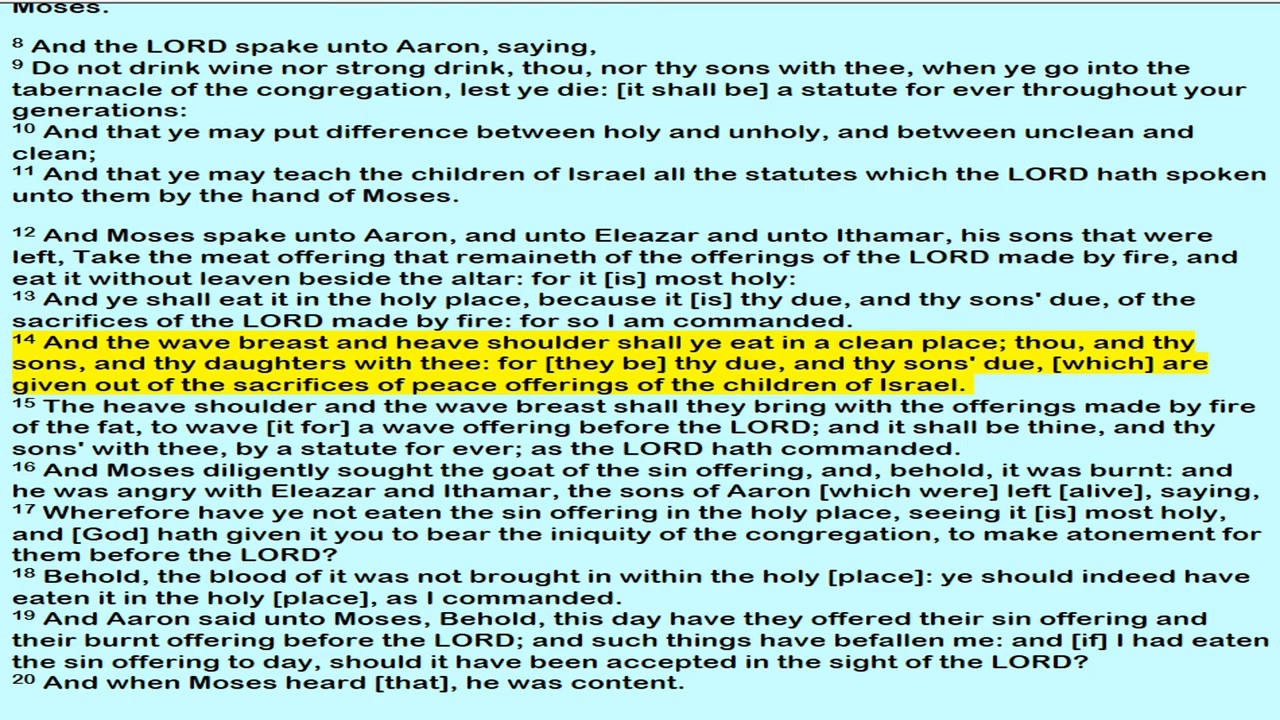 Moses.
8 And the LORD spake unto Aaron, saying,
9 Do not drink wine nor strong drink, thou, nor thy sons with thee, when ye go into the
tabernacle of the congregation, lest ye die: [it shall be] a statute for ever throughout your
generations:
10 And that ye may put difference between holy and unholy, and between unclean and
clean;
11 And that ye may teach the children of Israel all the statutes which the LORD hath spoken
unto them by the hand of Moses.
12 And Moses spake unto Aaron, and unto Eleazar and unto Ithamar, his sons that were
left, Take the meat offering that remaineth of the offerings of the LORD made by fire, and
eat it without leaven beside the altar: for it [is] most holy:
13 And ye shall eat it in the holy place, because it [is] thy due, and thy sons' due, of the
sacrifices of the LORD made by fire: for so I am commanded.
14 And the wave breast and heave shoulder shall ye eat in a clean place; thou, and thy
sons, and thy daughters with thee: for [they be] thy due, and thy sons' due, [which] are
given out of the sacrifices of peace offerings of the children of Israel.
15 The heave shoulder and the wave breast shall they bring with the offerings made by fire
of the fat, to wave [it for] a wave offering before the LORD; and it shall be thine, and thy
sons' with thee, by a statute for ever; as the LORD hath commanded.
16 And Moses diligently sought the goat of the sin offering, and, behold, it was burnt: and
he was angry with Eleazar and Ithamar, the sons of Aaron [which were] left [alive], saying,
17 Wherefore have ye not eaten the sin offering in the holy place, seeing it [is] most holy,
and [God] hath given it you to bear the iniquity of the congregation, to make atonement for
them before the LORD?
18 Behold, the blood of it was not brought in within the holy [place]: ye should indeed have
eaten it in the holy [place], as I commanded.
19 And Aaron said unto Moses, Behold, this day have they offered their sin offering and
their burnt offering before the LORD; and such things have befallen me: and [if] I had eaten
the sin offering to day, should it have been accepted in the sight of the LORD?
20 And when Moses heard [that], he was content.